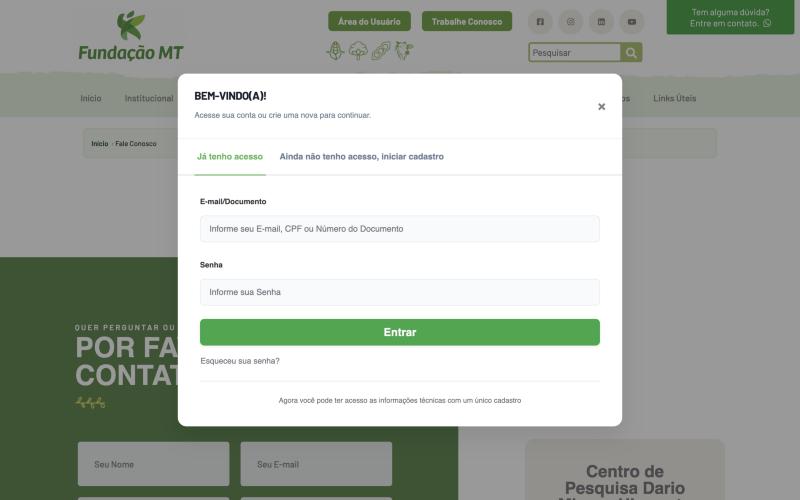 Fundação MT
Área do Usuário
Trabalhe Conosco
Tem alguma dúvida?
Entre em contato.
Pesquisar
Início
Institucional
Links Úteis
Início - Fale Conosco
BEM-VINDO(A)!
Acesse sua conta ou crie uma nova para continuar.
×
Já tenho acesso
Ainda não tenho acesso, iniciar cadastro
E-mail/Documento
Informe seu E-mail, CPF ou Número do Documento
Senha
Informe sua Senha
Entrar
Esqueceu sua senha?
Agora você pode ter acesso as informações técnicas com um único cadastro
QUER PERGUNTAR OU
POR FA
CONTAT
Seu Nome
Seu E-mail
Centro de
Pesquisa Dario